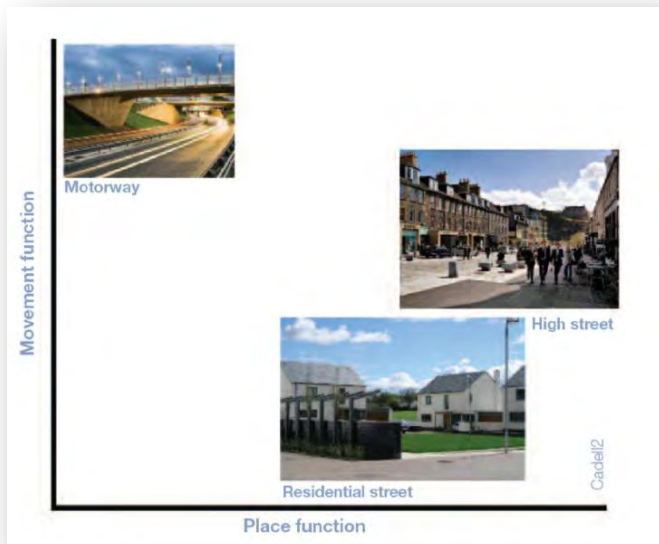 Movement function
Motorway
High street
Residential street
Cadell2
Place function